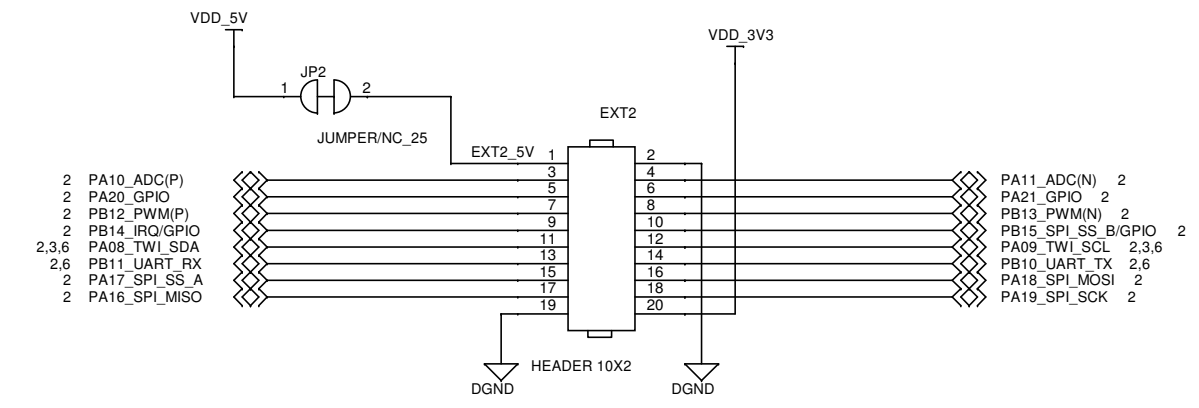 VDD_5V
VDD_3V3
JP2
1 2
EXT2
JUMPER/NC_25
EXT2_5V 1 2
3 4
2 PA10_ADC(P) PA11_ADC(N) 2
5 6
2 PA20_GPIO PA21_GPIO 2
7 8
2 PB12_PWM(P) PB13_PWM(N) 2
9 10
2 PB14_IRQ/GPIO PB15_SPI_SS_B/GPIO 2
11 12
2,3,6 PA08_TWI_SDA PA09_TWI_SCL 2,3,6
13 14
2,6 PB11_UART_RX PB10_UART_TX 2,6
15 16
2 PA17_SPI_SS_A PA18_SPI_MOSI 2
17 18
2 PA16_SPI_MISO PA19_SPI_SCK 2
19 20
HEADER 10X2
DGND DGND